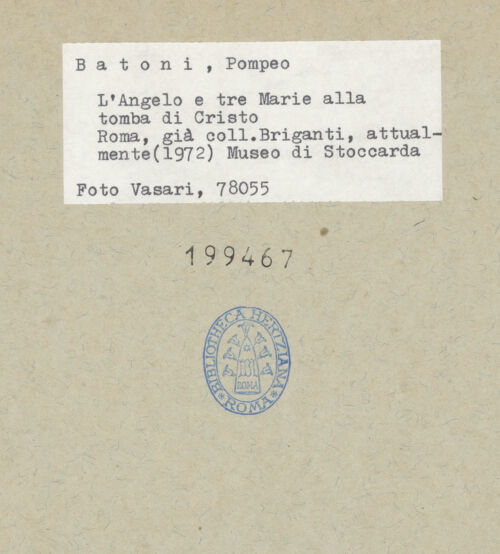 B a t o n i , Pompeo
L'Angelo e tre Marie alla
tomba di Cristo
Roma, già coll.Briganti, attual-
mente(1972) Museo di Stoccarda
Foto Vasari, 78055
199467
BIBLIOTHECA HERTZIANA
ROMA
ROMA